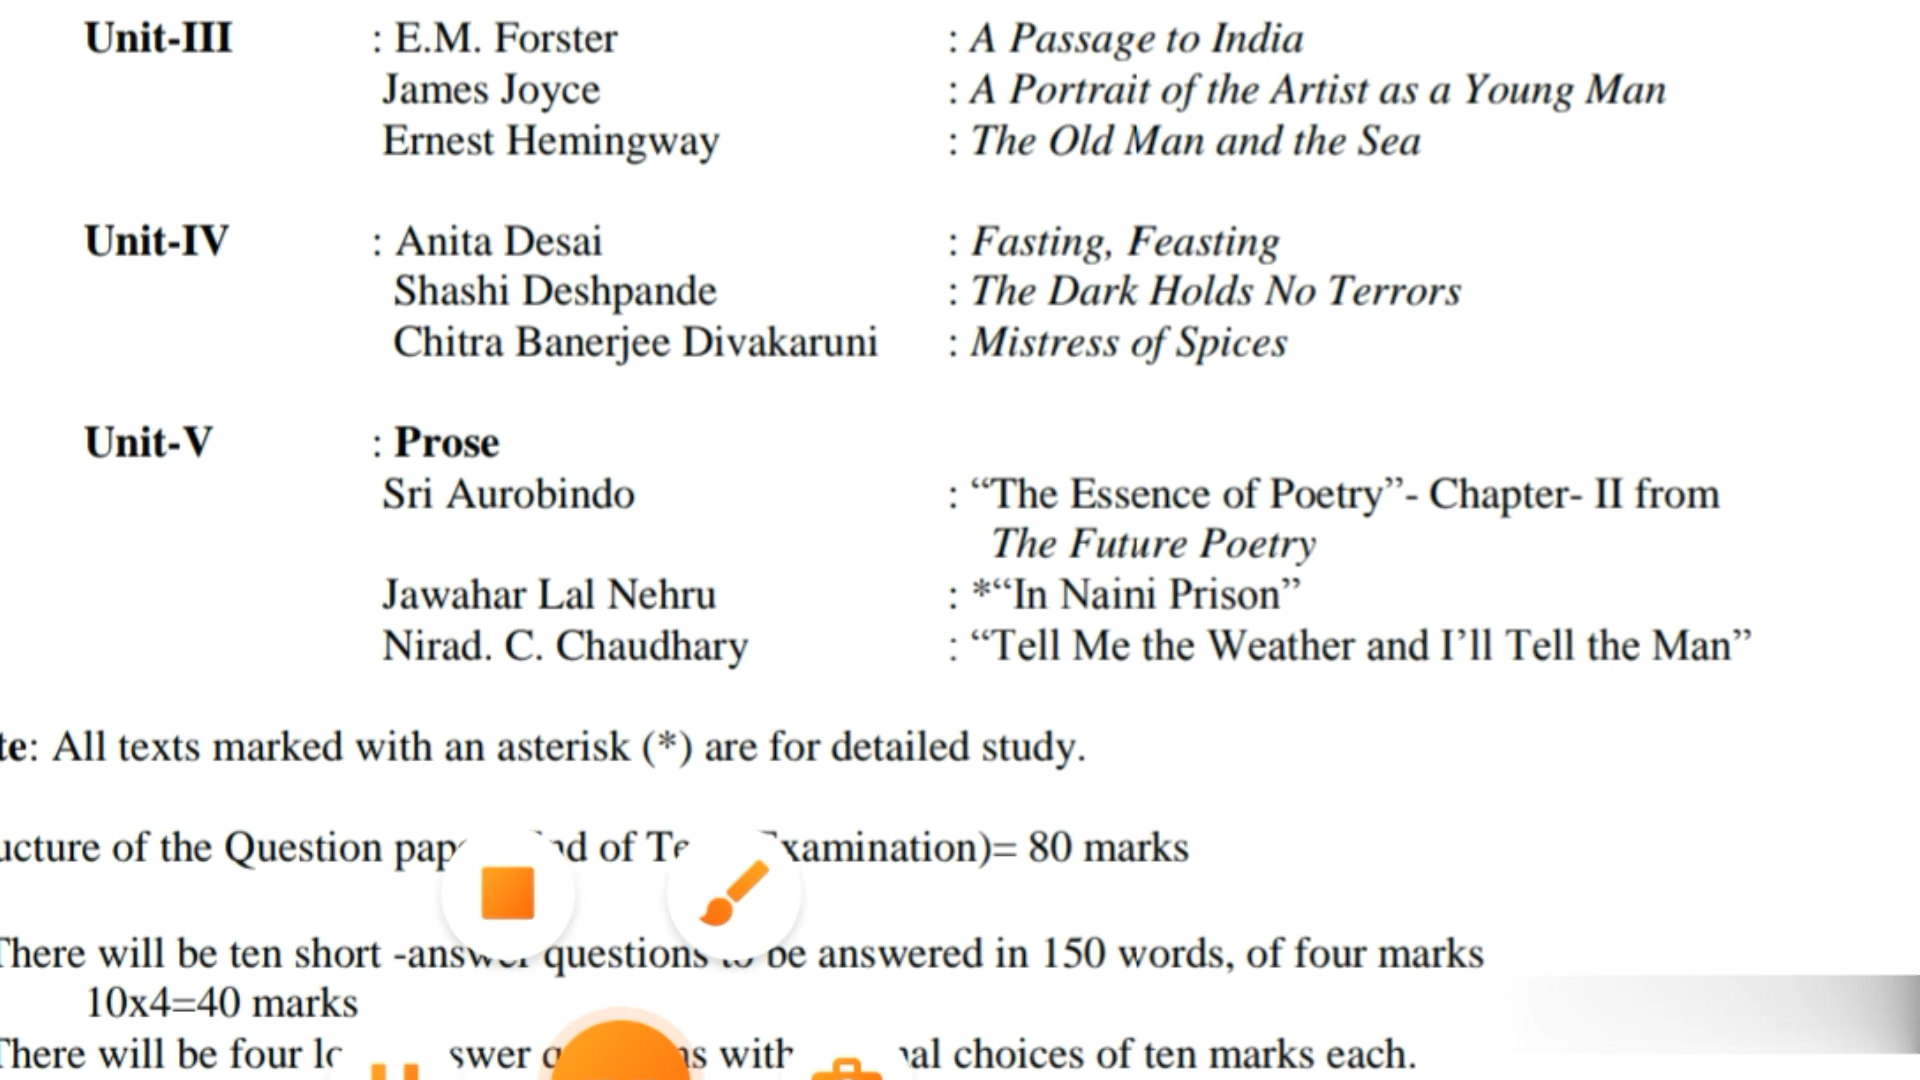 Unit-III : E.M. Forster : A Passage to India
James Joyce : A Portrait of the Artist as a Young Man
Ernest Hemingway : The Old Man and the Sea
Unit-IV : Anita Desai : Fasting, Feasting
Shashi Deshpande : The Dark Holds No Terrors
Chitra Banerjee Divakaruni : Mistress of Spices
Unit-V : Prose
Sri Aurobindo : “The Essence of Poetry”- Chapter- II from
The Future Poetry
Jawahar Lal Nehru : *“In Naini Prison”
Nirad. C. Chaudhary : “Tell Me the Weather and I’ll Tell the Man”
: All texts marked with an asterisk (*) are for detailed study.
of the Question of = 80 marks
There will be ten short -answer questions to be answered in 150 words, of four marks
10x4=40 marks
There will be four with choices of ten marks each.